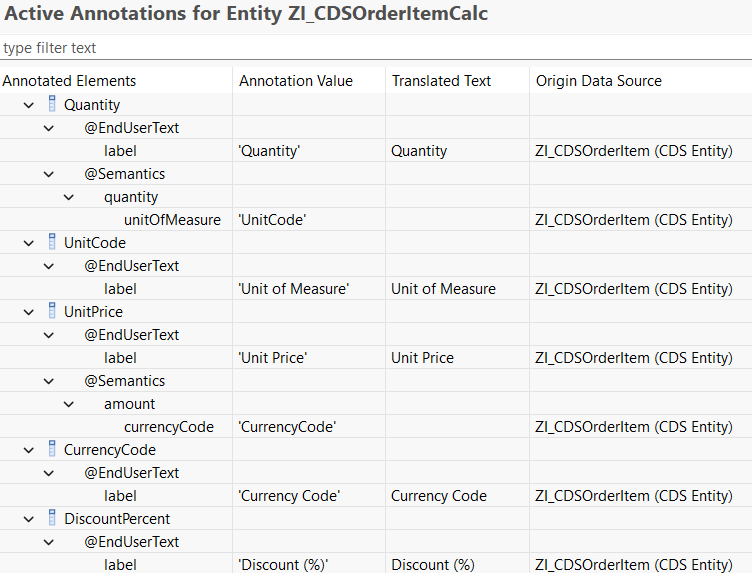 Active Annotations for Entity ZI_CDSOrderItemCalc
type filter text
Annotated Elements Annotation Value Translated Text Origin Data Source
Quantity
@EndUserText
label 'Quantity' Quantity ZI_CDSOrderItem (CDS Entity)
@Semantics
quantity
unitOfMeasure 'UnitCode' ZI_CDSOrderItem (CDS Entity)
UnitCode
@EndUserText
label 'Unit of Measure' Unit of Measure ZI_CDSOrderItem (CDS Entity)
UnitPrice
@EndUserText
label 'Unit Price' Unit Price ZI_CDSOrderItem (CDS Entity)
@Semantics
amount
currencyCode 'CurrencyCode' ZI_CDSOrderItem (CDS Entity)
CurrencyCode
@EndUserText
label 'Currency Code' Currency Code ZI_CDSOrderItem (CDS Entity)
DiscountPercent
@EndUserText
label 'Discount (%)' Discount (%) ZI_CDSOrderItem (CDS Entity)